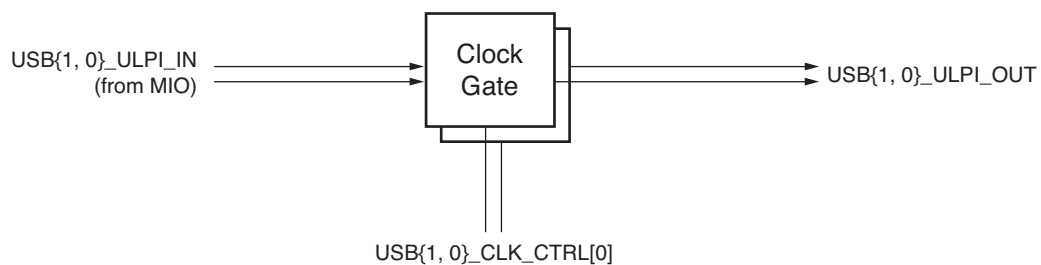 USB{1, 0}_ULPI_IN
(from MIO)
Clock
Gate
USB{1, 0}_ULPI_OUT
USB{1, 0}_CLK_CTRL[0]